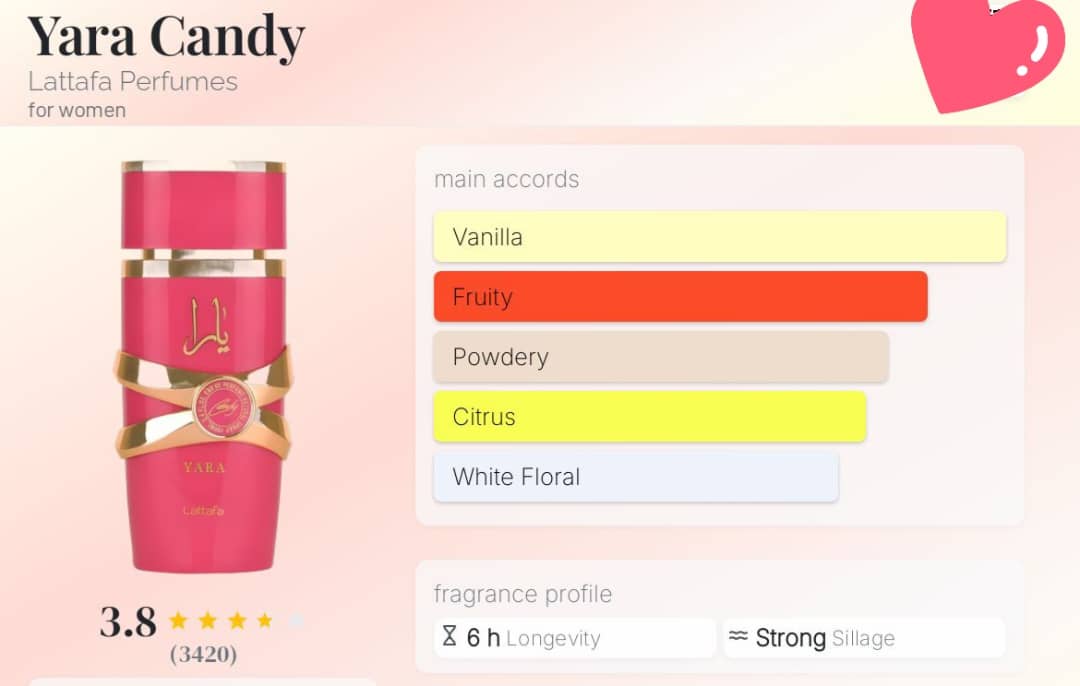 Yara Candy
Lattafa Perfumes
for women
يارا
YARA
Lattafa
3.8
(3420)
main accords
Vanilla
Fruity
Powdery
Citrus
White Floral
fragrance profile
6 h Longevity
Strong Sillage